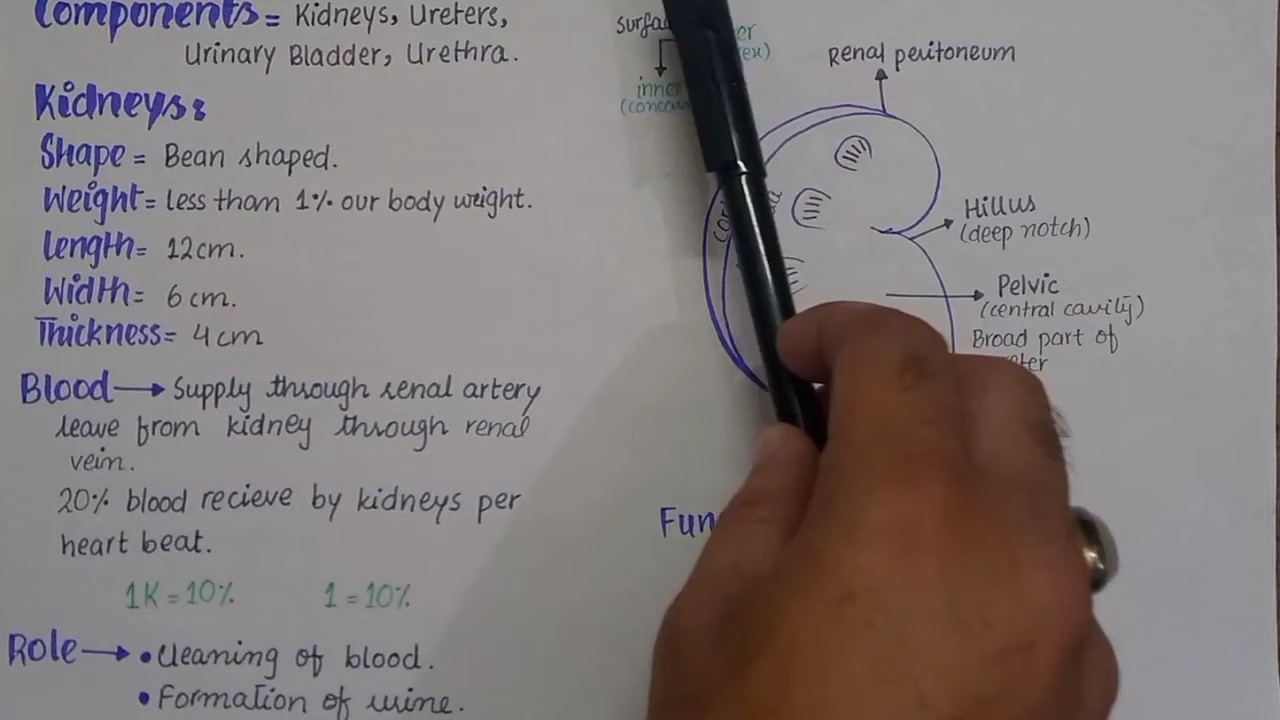 Components = Kidneys, Ureters,
Urinary Bladder, Urethra.
Kidneys:
Shape = Bean shaped.
Weight = less than 1% our body weight.
Length = 12cm.
Width = 6 cm.
Thickness = 4 cm
Blood → Supply through renal artery
leave from kidney through renal
vein.
20% blood recieve by kidneys per
heart beat.
1K = 10% 1 = 10%
Role → • Cleaning of blood.
• Formation of urine.
inner
Renal peritoneum
Hillus
(deep notch)
Pelvic
(central cavity)
Broad part of